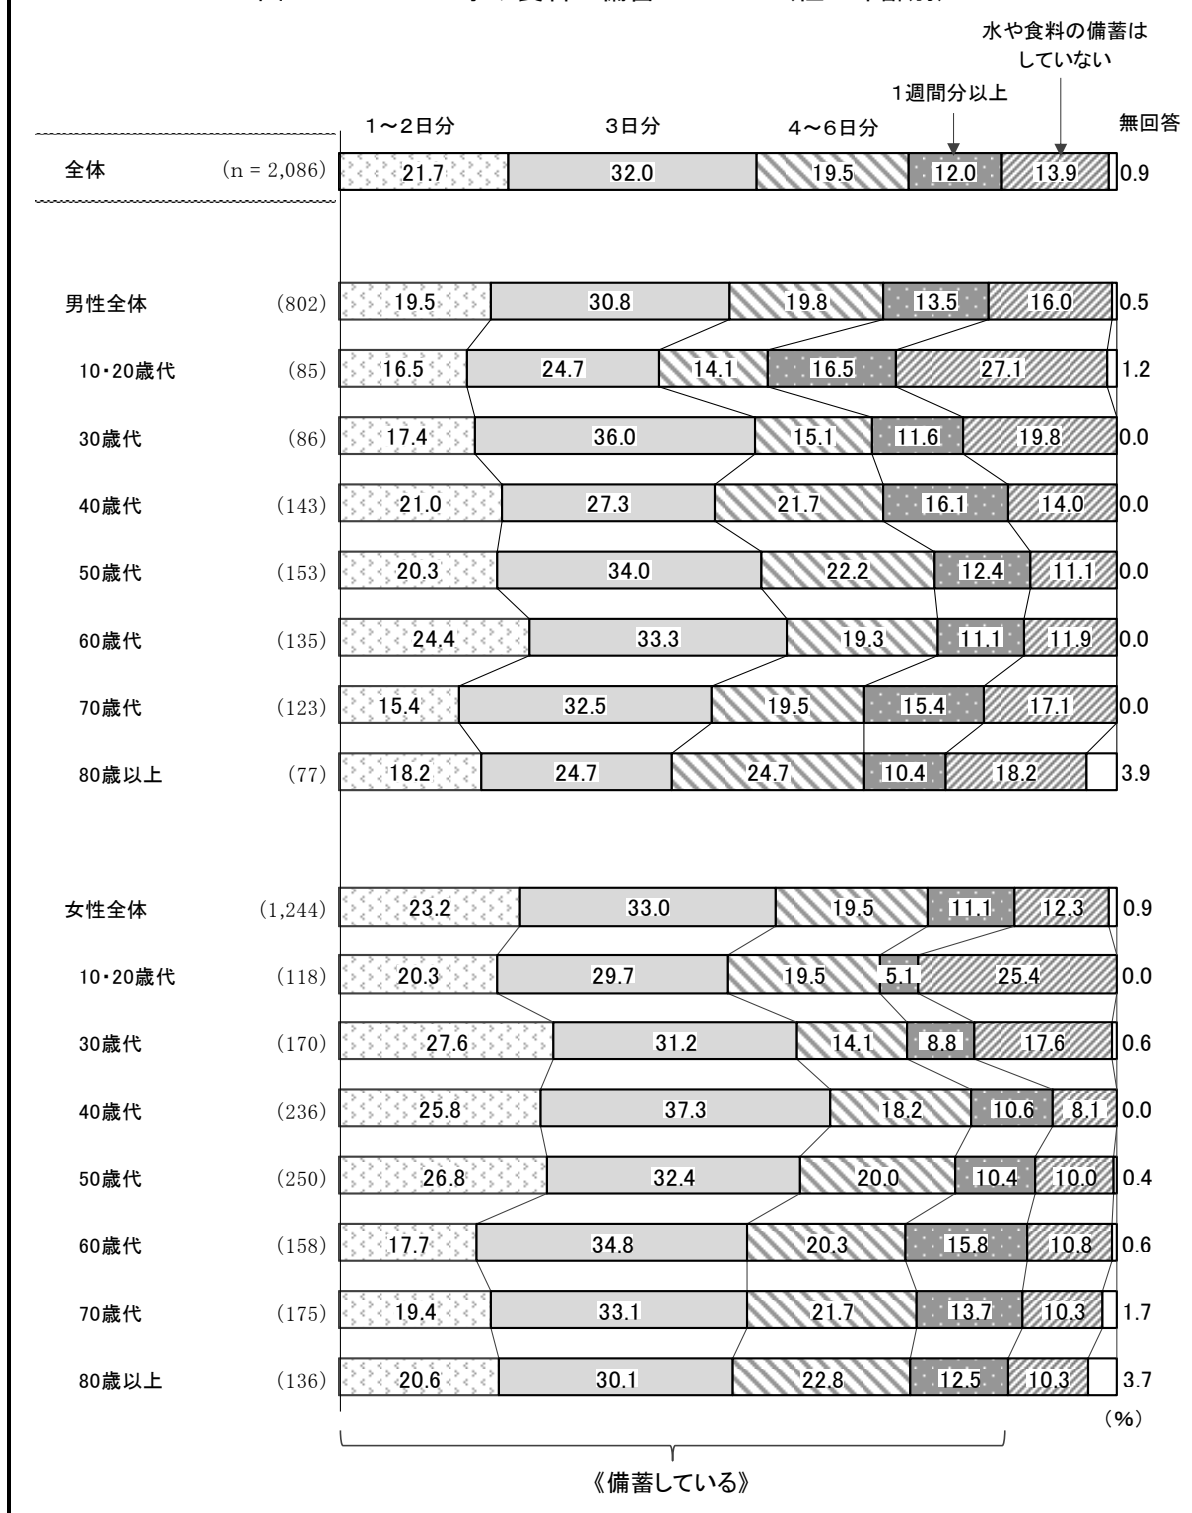 水や食料の備蓄は
していない
1週間分以上
1～2日分 3日分 4～6日分 無回答
全体 (n = 2,086) 21.7 32.0 19.5 12.0 13.9 0.9
男性全体 (802) 19.5 30.8 19.8 13.5 16.0 0.5
10・20歳代 (85) 16.5 24.7 14.1 16.5 27.1 1.2
30歳代 (86) 17.4 36.0 15.1 11.6 19.8 0.0
40歳代 (143) 21.0 27.3 21.7 16.1 14.0 0.0
50歳代 (153) 20.3 34.0 22.2 12.4 11.1 0.0
60歳代 (135) 24.4 33.3 19.3 11.1 11.9 0.0
70歳代 (123) 15.4 32.5 19.5 15.4 17.1 0.0
80歳以上 (77) 18.2 24.7 24.7 10.4 18.2 3.9
女性全体 (1,244) 23.2 33.0 19.5 11.1 12.3 0.9
10・20歳代 (118) 20.3 29.7 19.5 5.1 25.4 0.0
30歳代 (170) 27.6 31.2 14.1 8.8 17.6 0.6
40歳代 (236) 25.8 37.3 18.2 10.6 8.1 0.0
50歳代 (250) 26.8 32.4 20.0 10.4 10.0 0.4
60歳代 (158) 17.7 34.8 20.3 15.8 10.8 0.6
70歳代 (175) 19.4 33.1 21.7 13.7 10.3 1.7
80歳以上 (136) 20.6 30.1 22.8 12.5 10.3 3.7
(%)
《備蓄している》